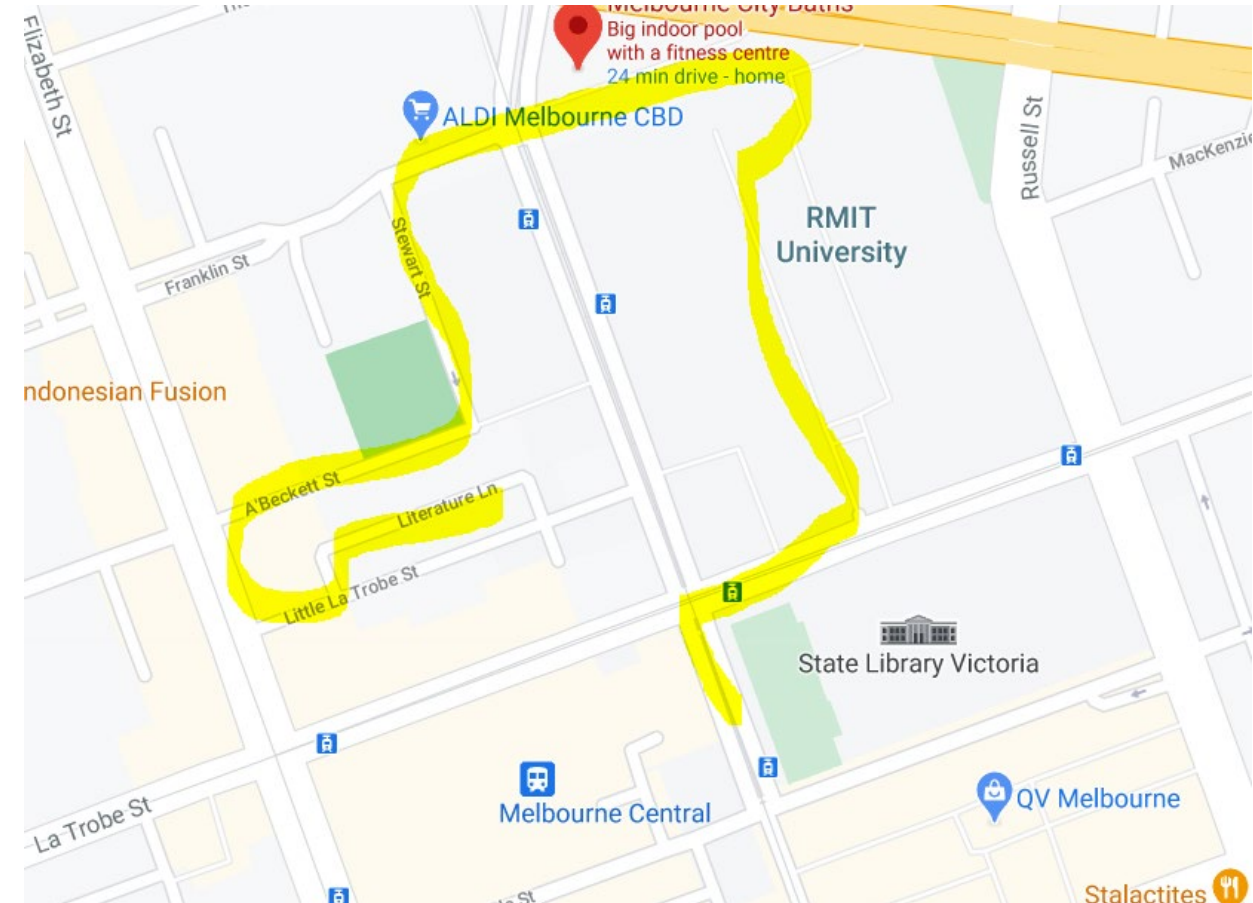 Melbourne City Baths
Big indoor pool
with a fitness centre
24 min drive - home
Elizabeth St
ALDI Melbourne CBD
Russell St
MacKenzie
RMIT
University
Stewart St
Franklin St
ndonesian Fusion
A'Beckett St
Literature Ln
Little La Trobe St
State Library Victoria
Melbourne Central
QV Melbourne
La Trobe St
St
Stalactites